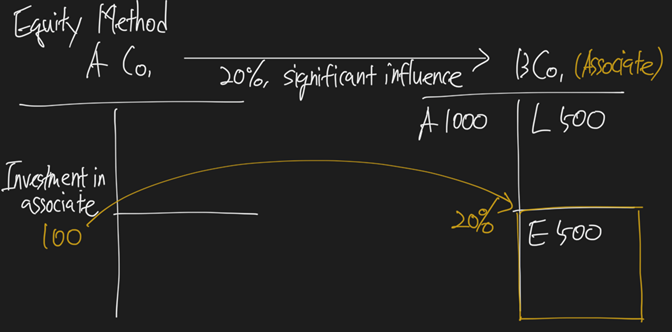 Equity Method
A Co.
20%, significant influence
B Co. (Associate)
A 1000
L 500
Investment in
associate
100
20%
E 500